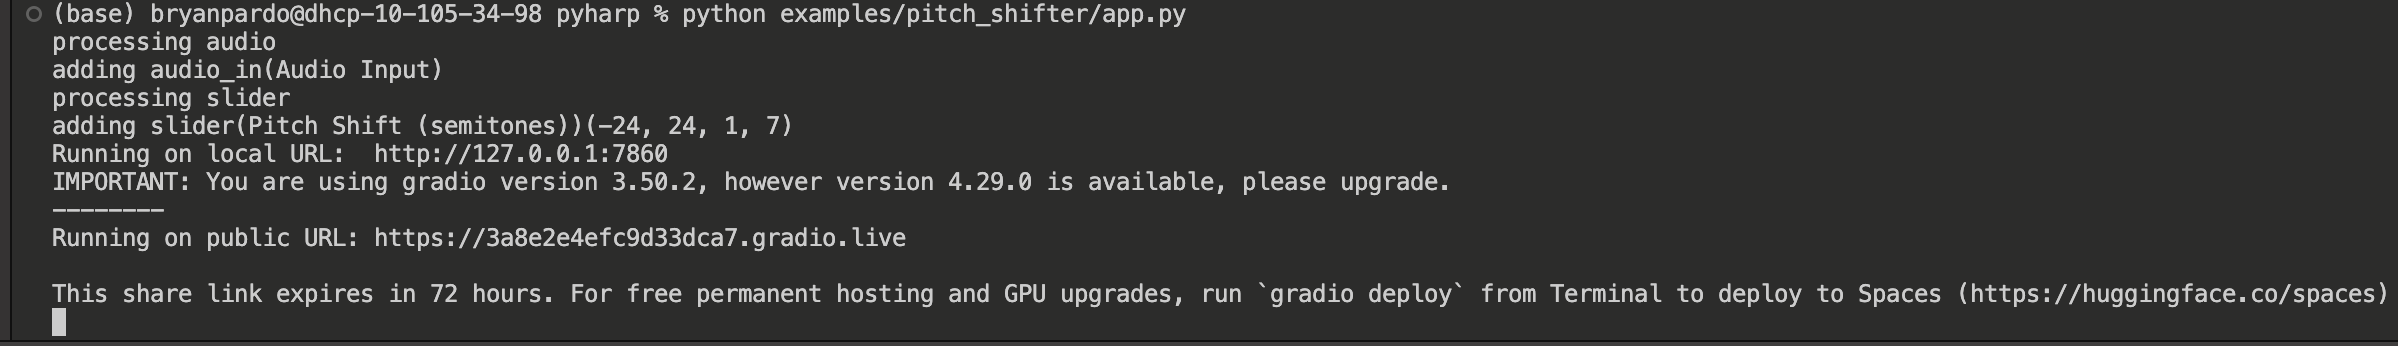 (base) bryanpardo@dhcp-10-105-34-98 pyharp % python examples/pitch_shifter/app.py
processing audio
adding audio_in(Audio Input)
processing slider
adding slider(Pitch Shift (semitones))(-24, 24, 1, 7)
Running on local URL:  http://127.0.0.1:7860
IMPORTANT: You are using gradio version 3.50.2, however version 4.29.0 is available, please upgrade.
--------
Running on public URL: https://3a8e2e4efc9d33dca7.gradio.live
This share link expires in 72 hours. For free permanent hosting and GPU upgrades, run `gradio deploy` from Terminal to deploy to Spaces (https://huggingface.co/spaces)